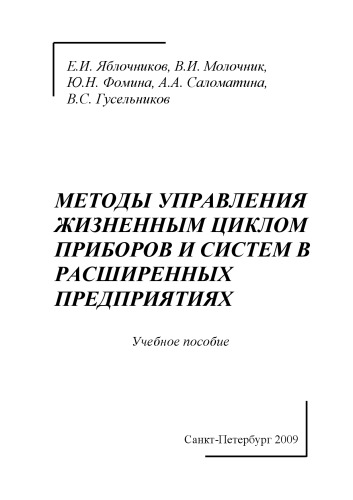 Е.И. Яблочников, В.И. Молочник,
Ю.Н. Фомина, А.А. Саломатина,
В.С. Гусельников
МЕТОДЫ УПРАВЛЕНИЯ
ЖИЗНЕННЫМ ЦИКЛОМ
ПРИБОРОВ И СИСТЕМ В
РАСШИРЕННЫХ
ПРЕДПРИЯТИЯХ
Учебное пособие
Санкт-Петербург 2009